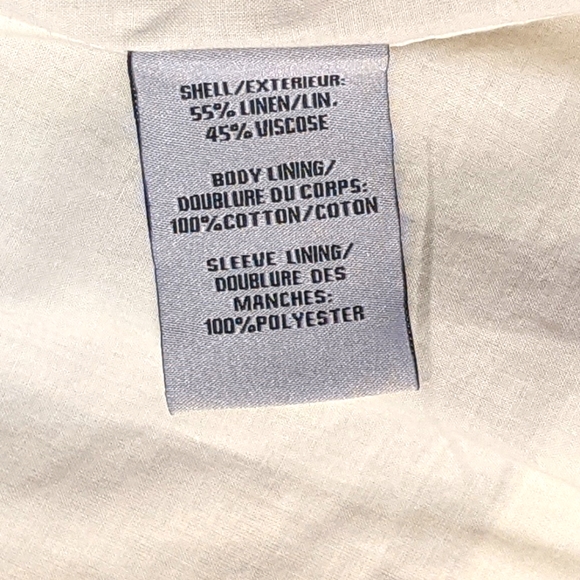 SHELL/EXTERIEUR:
55% LINEN/LIN.
45% VISCOSE
BODY LINING/
DOUBLURE DU CORPS:
100%COTTON/COTON
SLEEVE LINING/
DOUBLURE DES
MANCHES:
100%POLYESTER